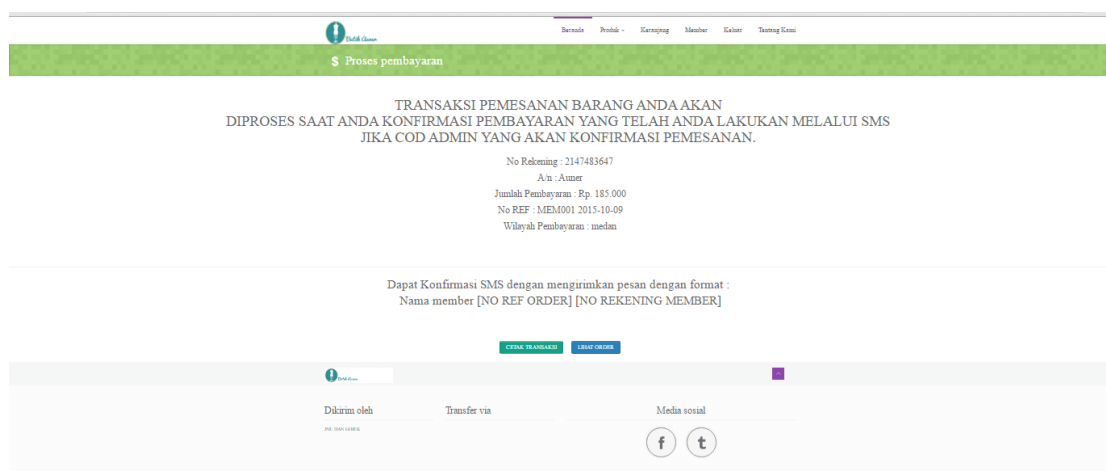 Beranda Produk Keranjang Member Keluar Tentang Kami
$ Proses pembayaran
TRANSAKSI PEMESANAN BARANG ANDA AKAN
DIPROSES SAAT ANDA KONFIRMASI PEMBAYARAN YANG TELAH ANDA LAKUKAN MELALUI SMS
JIKA COD ADMIN YANG AKAN KONFIRMASI PEMESANAN.
No Rekening : 2147483647
A/n : Auner
Jumlah Pembayaran : Rp. 185.000
No REF : MEM001 2015-10-09
Wilayah Pembayaran : medan
Dapat Konfirmasi SMS dengan mengirimkan pesan dengan format :
Nama member [NO REF ORDER] [NO REKENING MEMBER]
CETAK TRANSAKSI LIHAT ORDER
Dikirim oleh Transfer via Media sosial
f t